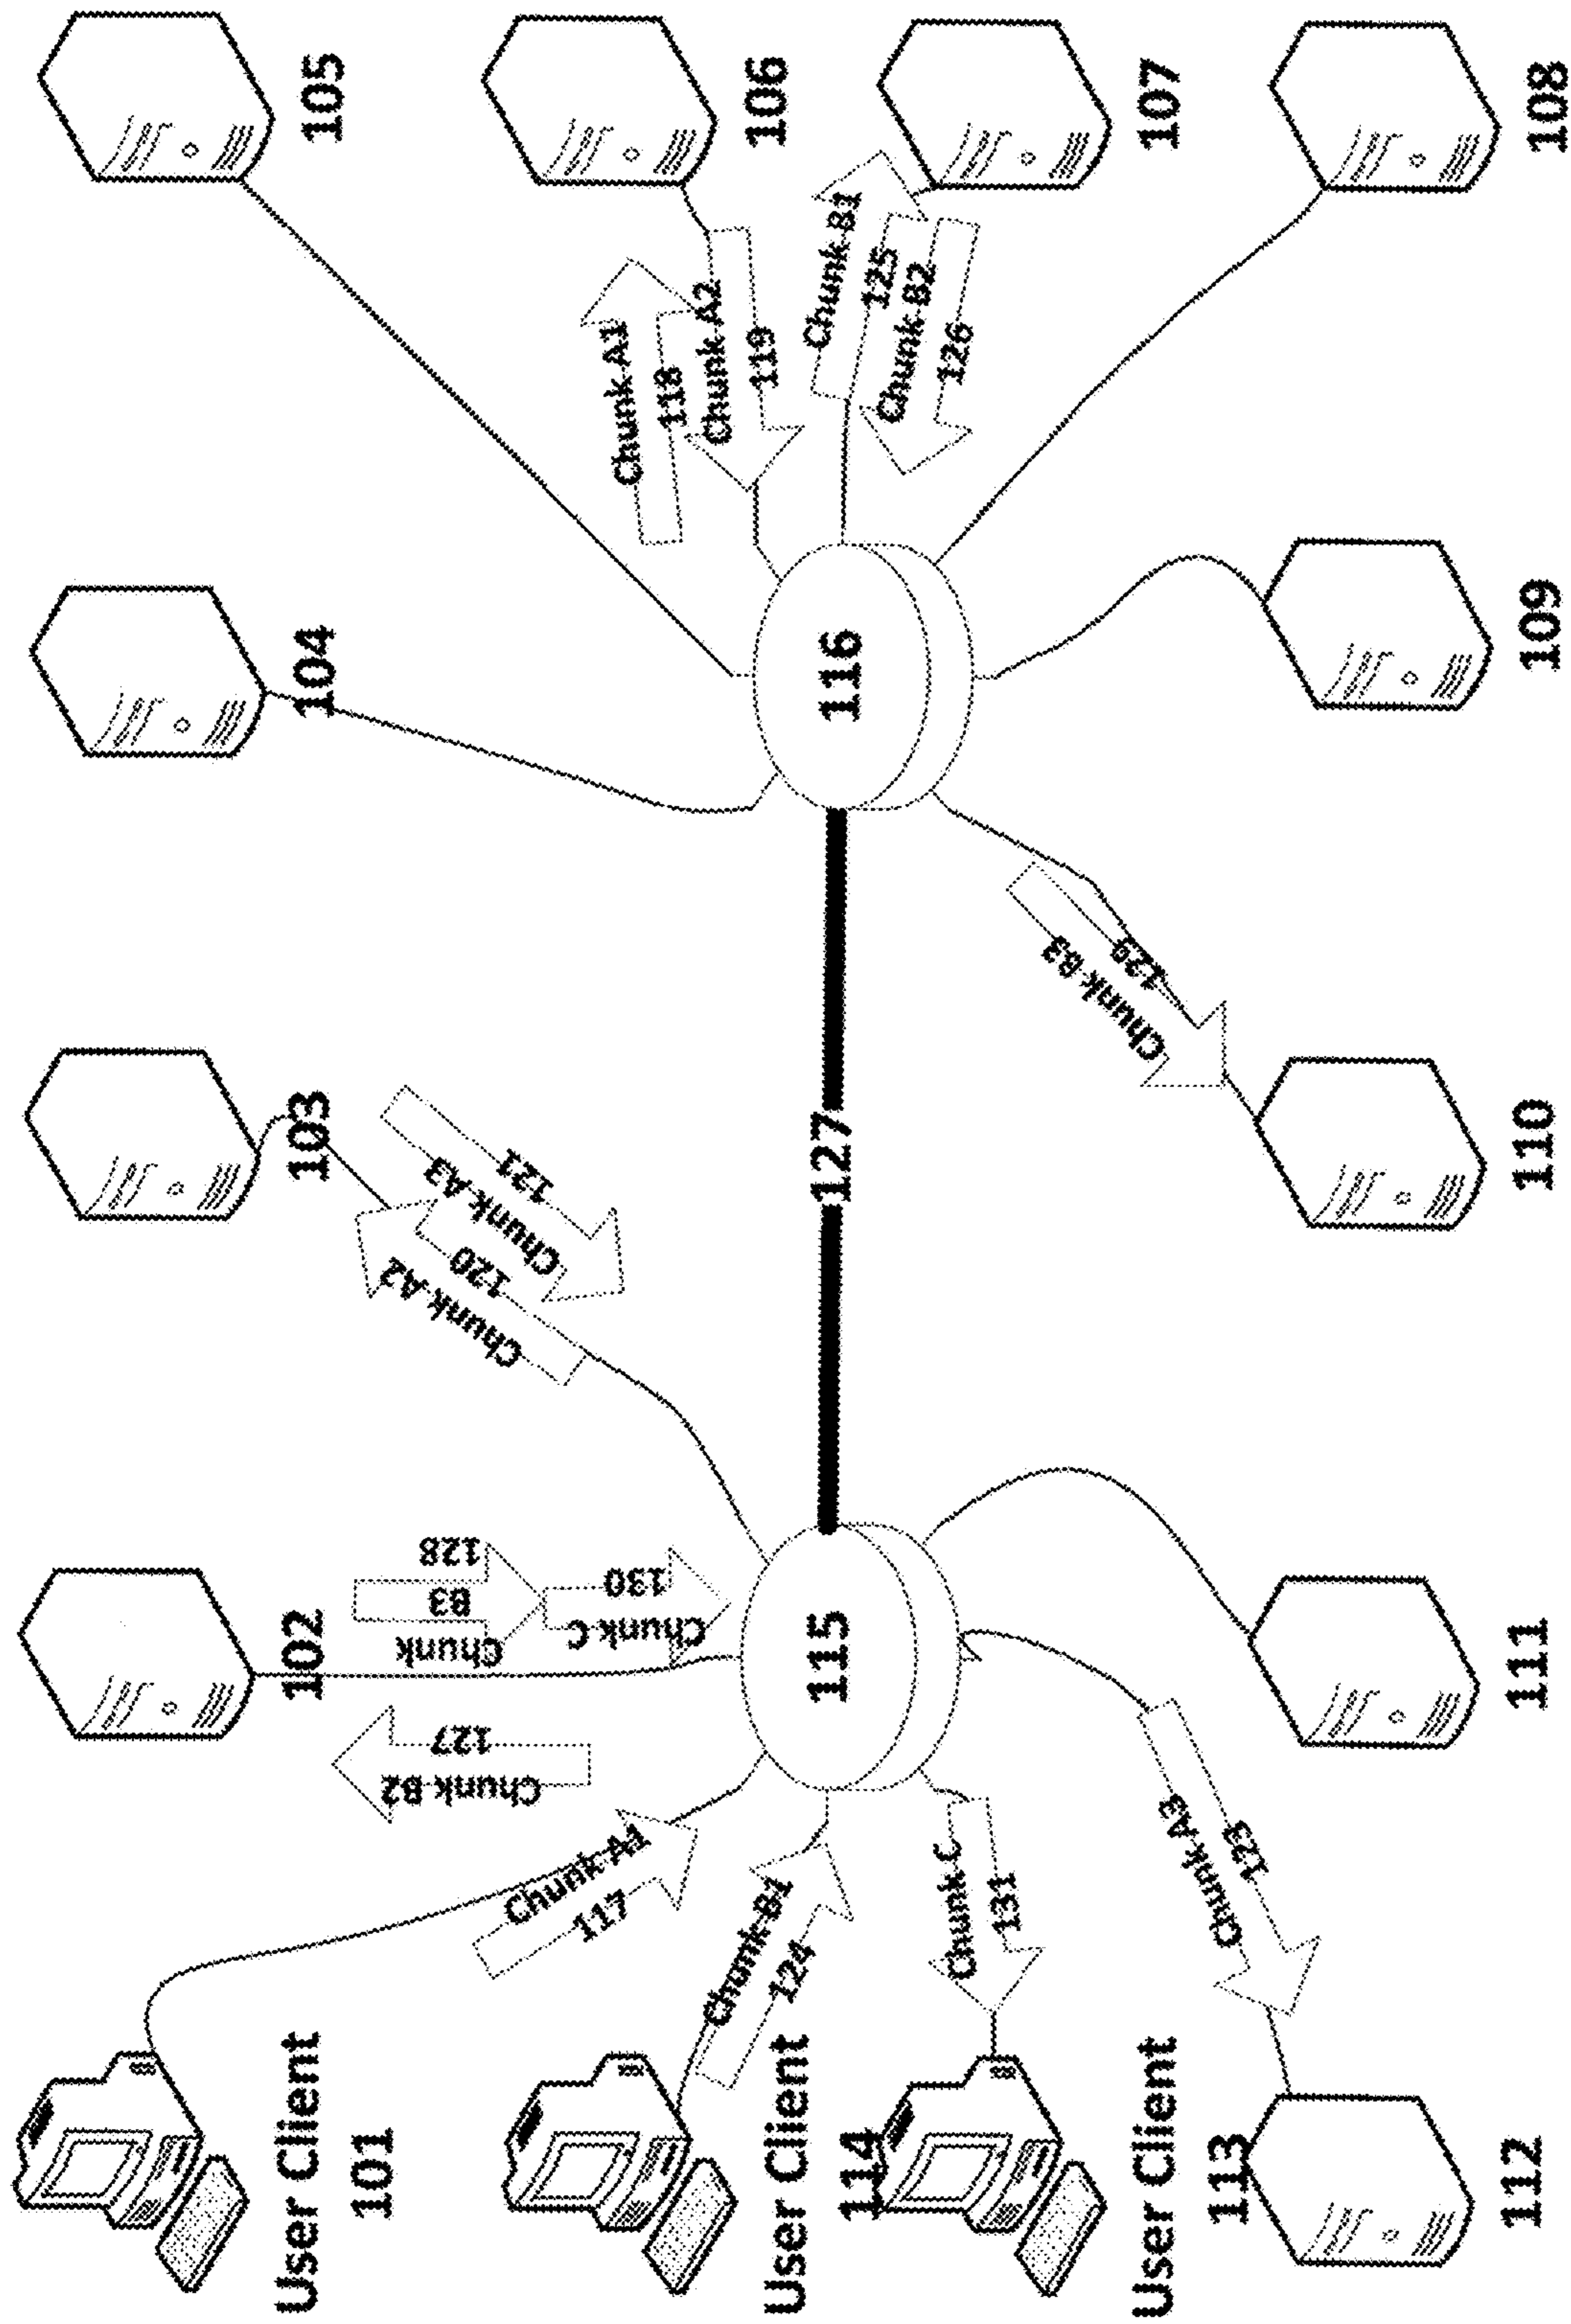 User Client
101
102
103
104
105
Chunk A1
117
Chunk B2
127
Chunk
B3
128
Chunk C
130
Chunk A2
120
Chunk A3
121
Chunk A1
118
Chunk A2
119
106
User Client
114
Chunk B1
124
115
127
116
Chunk B1
125
Chunk B2
126
107
User Client
113
Chunk C
131
Chunk A3
123
Chunk B3
129
112
111
110
109
108